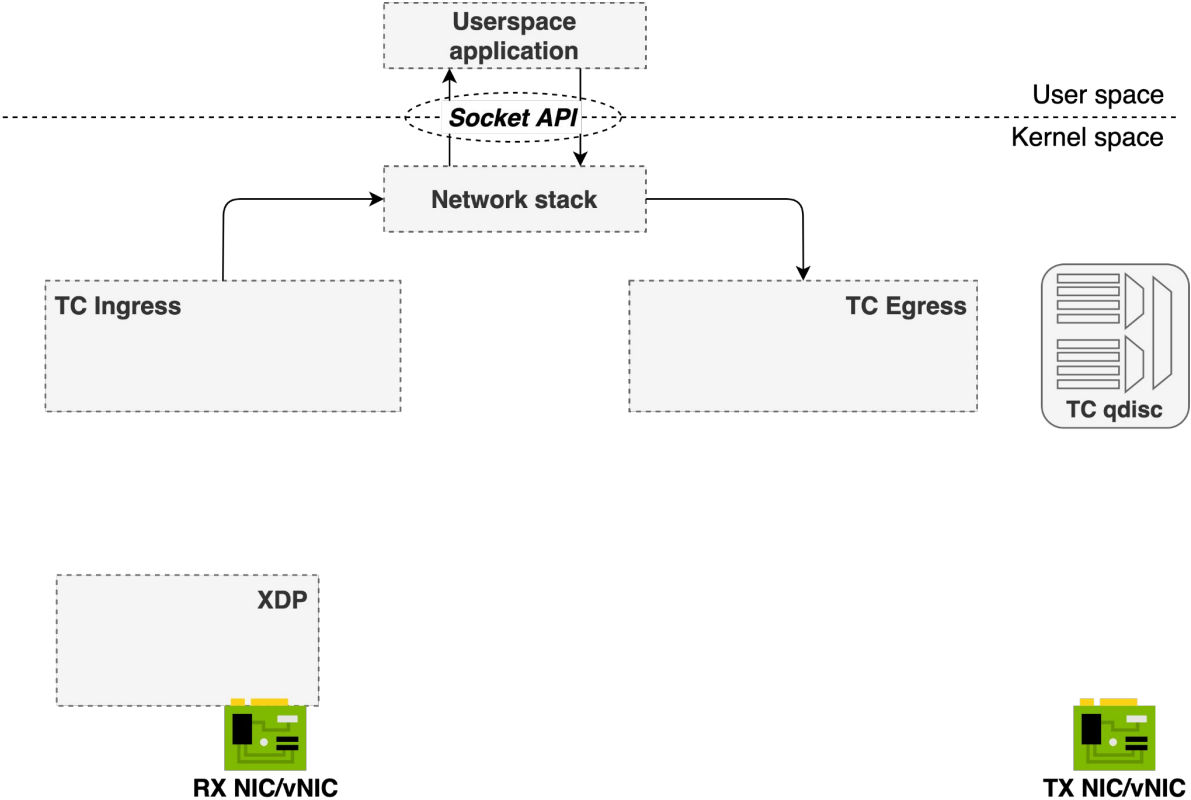 Userspace
application
User space
Socket API
Kernel space
Network stack
TC Ingress
TC Egress
TC qdisc
XDP
RX NIC/vNIC
TX NIC/vNIC